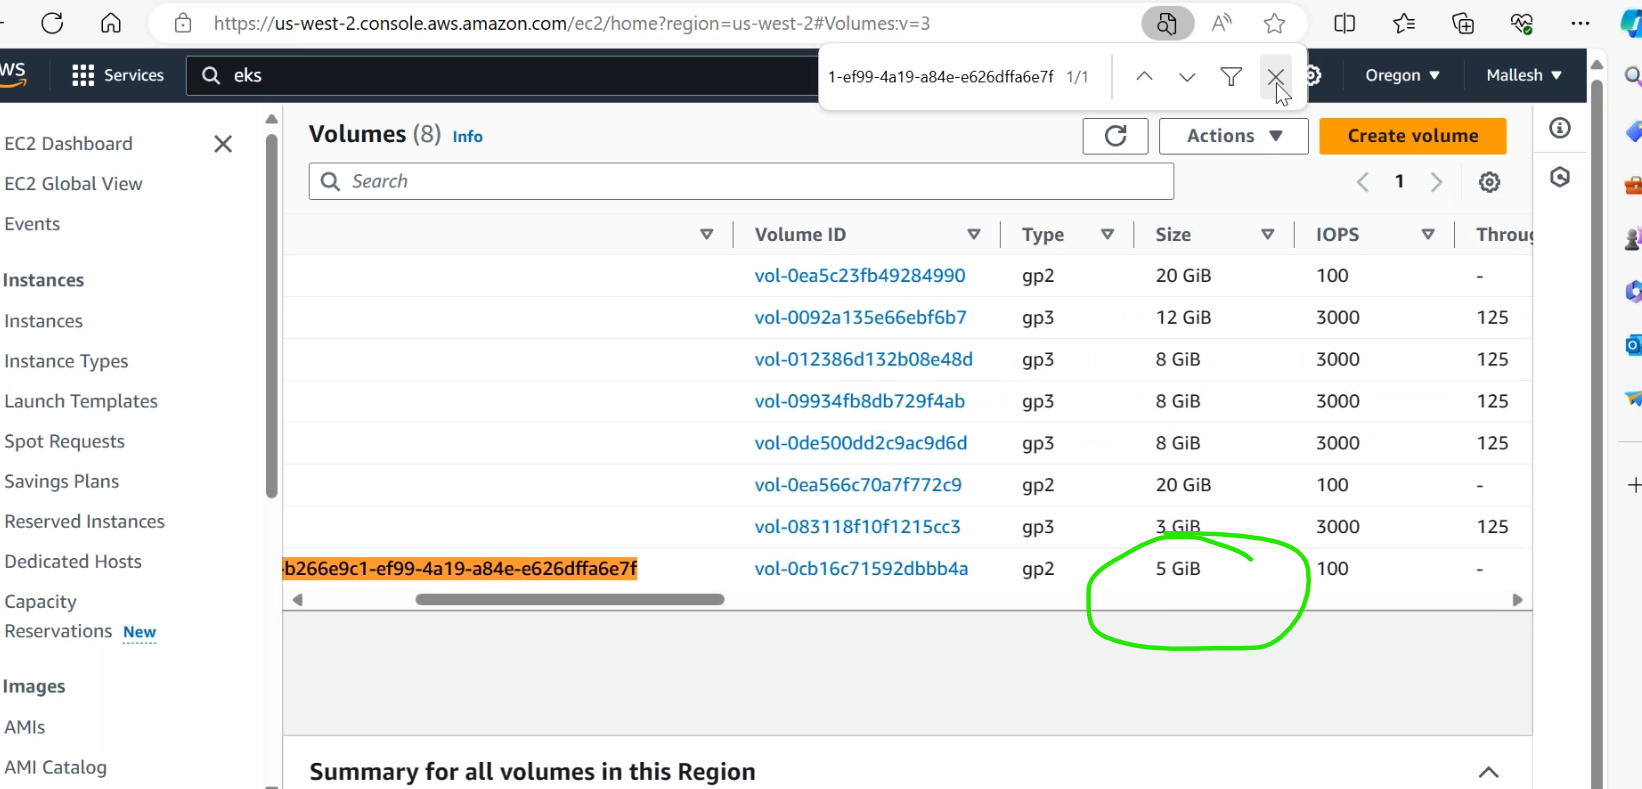 https://us-west-2.console.aws.amazon.com/ec2/home?region=us-west-2#Volumes:v=3
Services
eks
1-ef99-4a19-a84e-e626dffa6e7f 1/1
Oregon ▼
Mallesh ▼
EC2 Dashboard
EC2 Global View
Events
Instances
Instances
Instance Types
Launch Templates
Spot Requests
Savings Plans
Reserved Instances
Dedicated Hosts
Capacity
Reservations New
Images
AMIs
AMI Catalog
Volumes (8) Info
Actions ▼
Create volume
Search
1
Volume ID Type Size IOPS Throug
vol-0ea5c23fb49284990 gp2 20 GiB 100 -
vol-0092a135e66ebf6b7 gp3 12 GiB 3000 125
vol-012386d132b08e48d gp3 8 GiB 3000 125
vol-09934fb8db729f4ab gp3 8 GiB 3000 125
vol-0de500dd2c9ac9d6d gp3 8 GiB 3000 125
vol-0ea566c70a7f772c9 gp2 20 GiB 100 -
vol-083118f10f1215cc3 gp3 3 GiB 3000 125
-b266e9c1-ef99-4a19-a84e-e626dffa6e7f vol-0cb16c71592dbbb4a gp2 5 GiB 100 -
Summary for all volumes in this Region